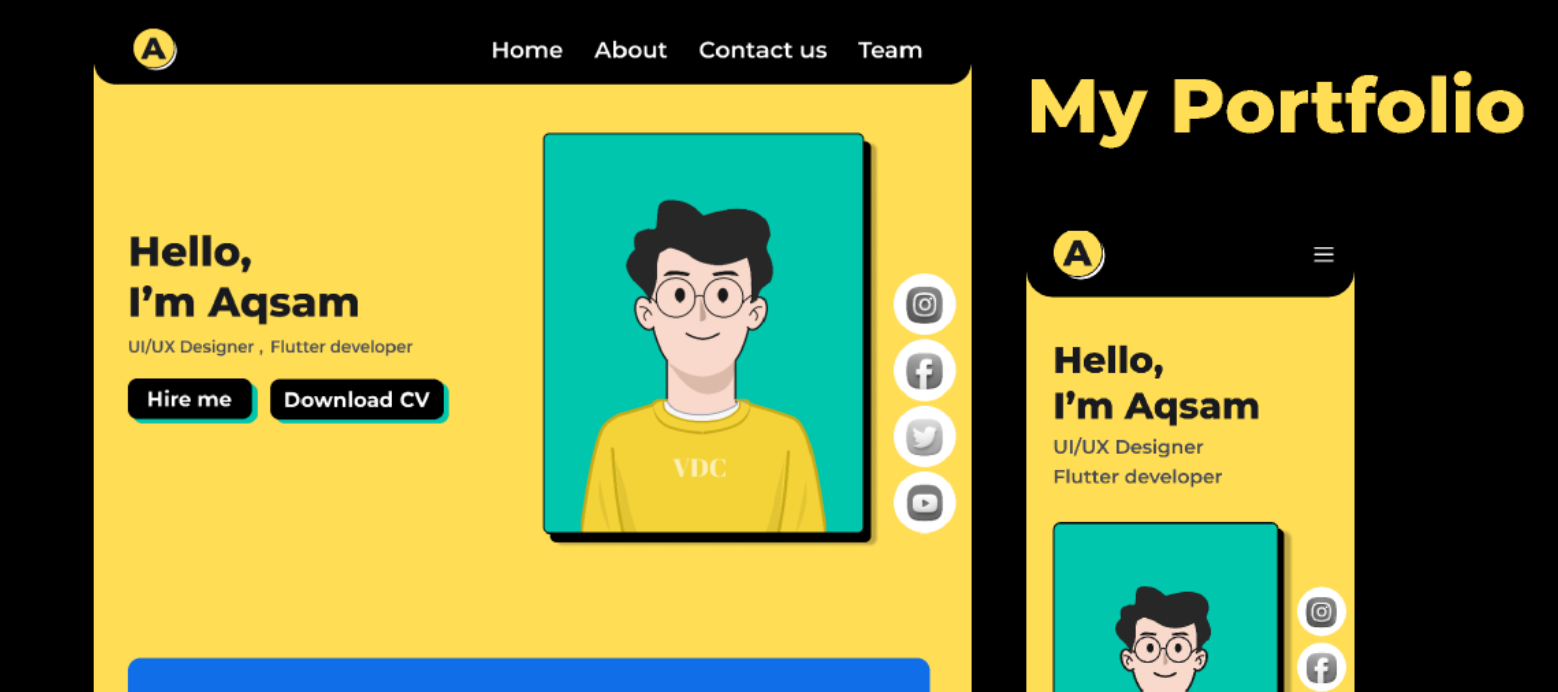 A
Home About Contact us Team
Hello,
I’m Aqsam
UI/UX Designer , Flutter developer
Hire me Download CV
VDC
My Portfolio
A
Hello,
I’m Aqsam
UI/UX Designer
Flutter developer